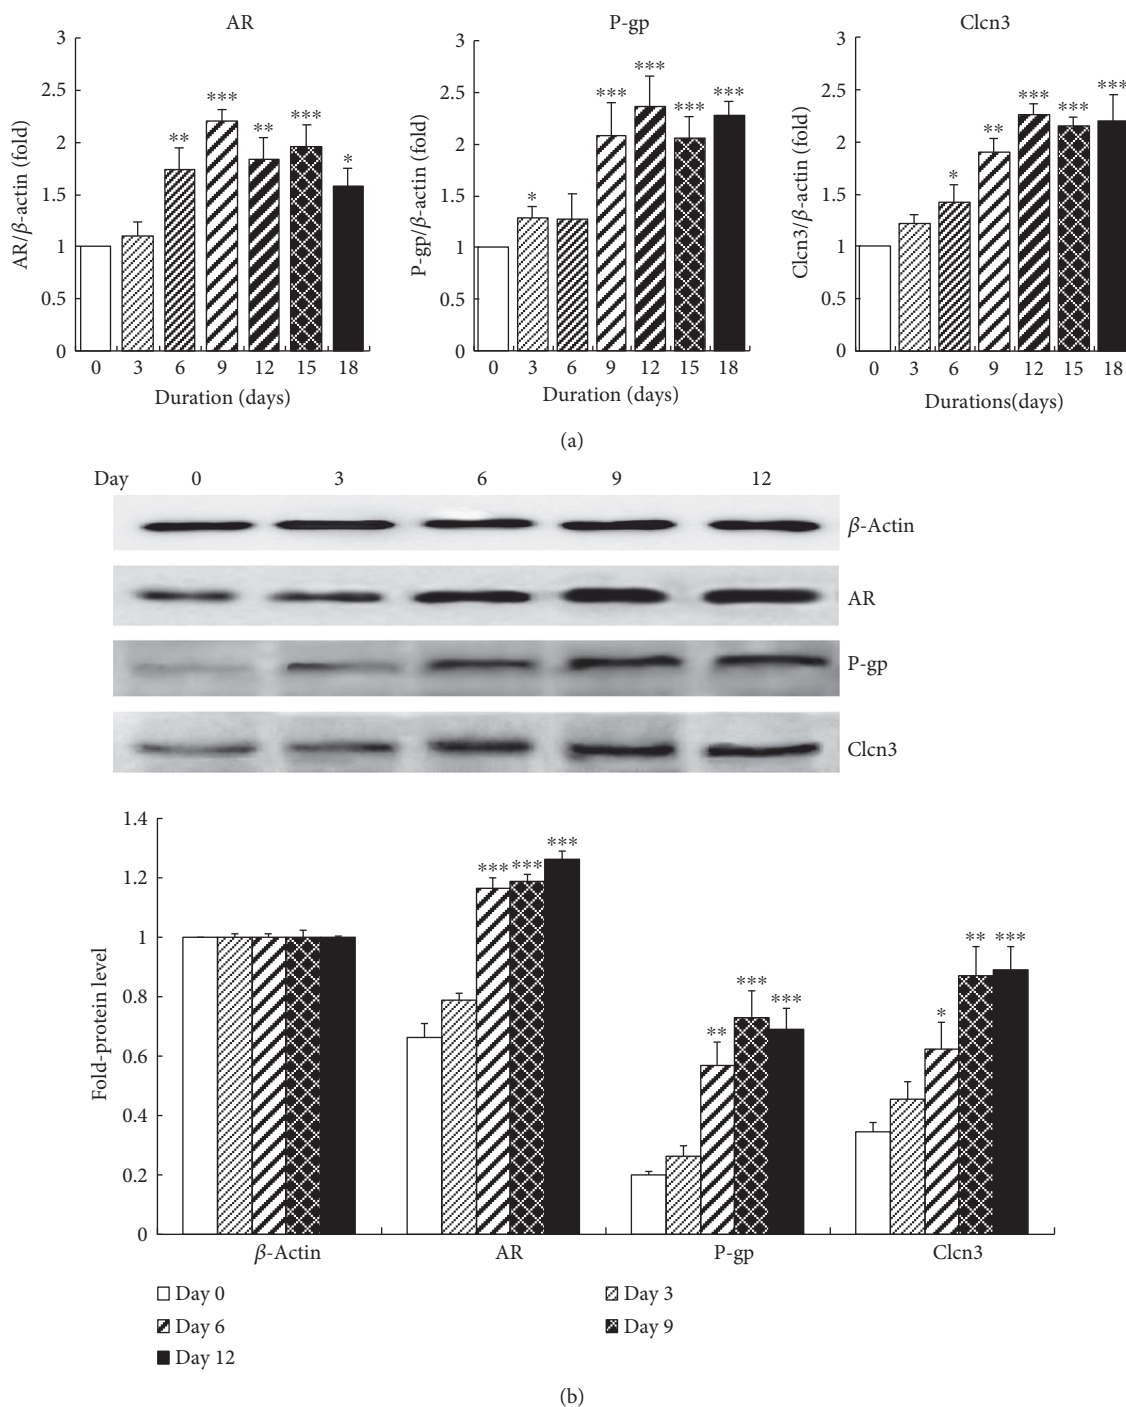 AR
3
2.5
2
1.5
1
0.5
0
AR/β-actin (fold)
** *** ** *** *
0 3 6 9 12 15 18
Duration (days)
P-gp
3
2.5
2
1.5
1
0.5
0
P-gp/β-actin (fold)
* *** *** *** ***
0 3 6 9 12 15 18
Duration (days)
Clcn3
3
2.5
2
1.5
1
0.5
0
Clcn3/β-actin (fold)
* ** *** *** ***
0 3 6 9 12 15 18
Durations(days)
(a)
Day 0 3 6 9 12
β-Actin
AR
P-gp
Clcn3
1.4
1.2
1
0.8
0.6
0.4
0.2
0
Fold-protein level
*** *** ***
** *** ***
* ** ***
β-Actin AR P-gp Clcn3
Day 0 Day 3
Day 6 Day 9
Day 12
(b)